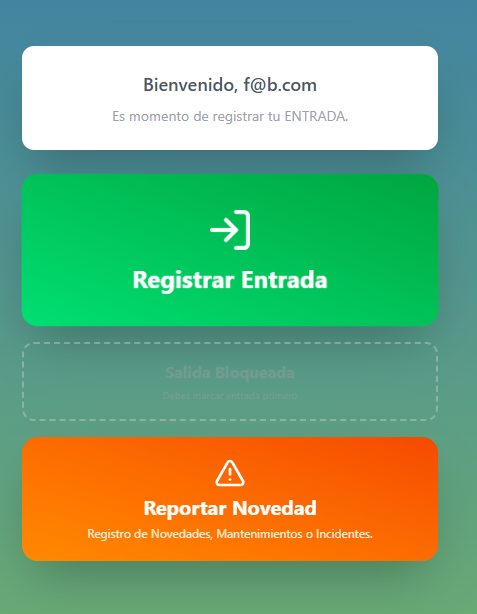 Bienvenido, f@b.com
Es momento de registrar tu ENTRADA.
Registrar Entrada
Salida Bloqueada
Debes marcar entrada primero
Reportar Novedad
Registro de Novedades, Mantenimientos o Incidentes.